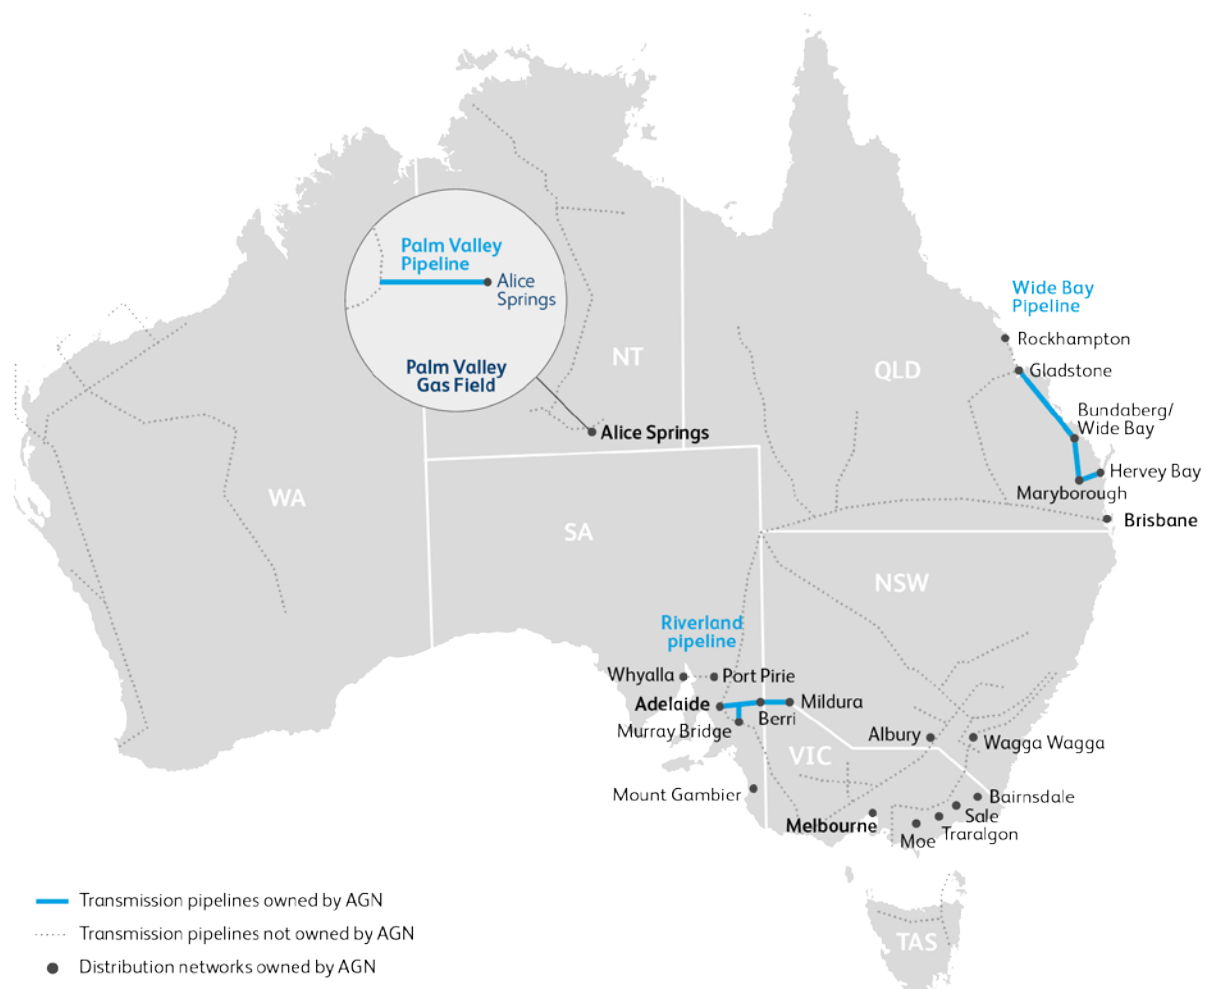 Palm Valley
Pipeline
Alice
Springs
Palm Valley
Gas Field
NT
Alice Springs
WA
SA
QLD
Wide Bay
Pipeline
Rockhampton
Gladstone
Bundaberg/
Wide Bay
Hervey Bay
Maryborough
Brisbane
NSW
Riverland
pipeline
Whyalla
Port Pirie
Adelaide
Mildura
Berri
Murray Bridge
Albury
Wagga Wagga
VIC
Mount Gambier
Bairnsdale
Sale
Melbourne
Traralgon
Moe
TAS
Transmission pipelines owned by AGN
Transmission pipelines not owned by AGN
Distribution networks owned by AGN